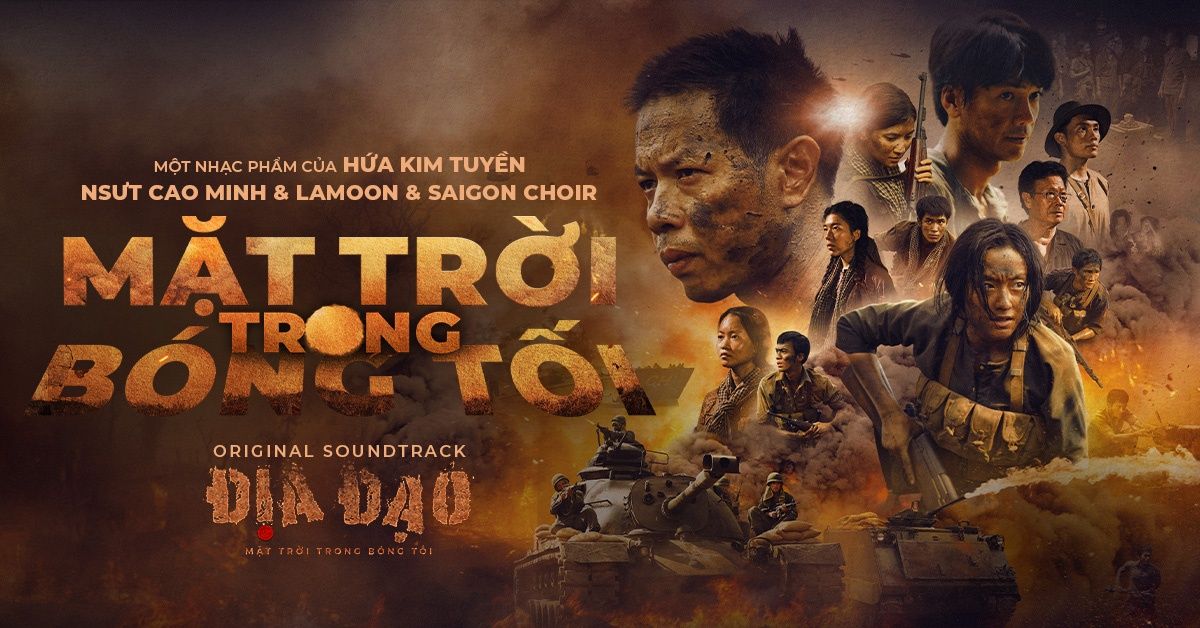 MỘT NHẠC PHẨM CỦA HỨA KIM TUYỀN
NSƯT CAO MINH & LAMOON & SAIGON CHOIR
MẶT TRỜI
TRONG
BÓNG TỐI
ORIGINAL SOUNDTRACK
ĐỊA ĐẠO
MẶT TRỜI TRONG BÓNG TỐI